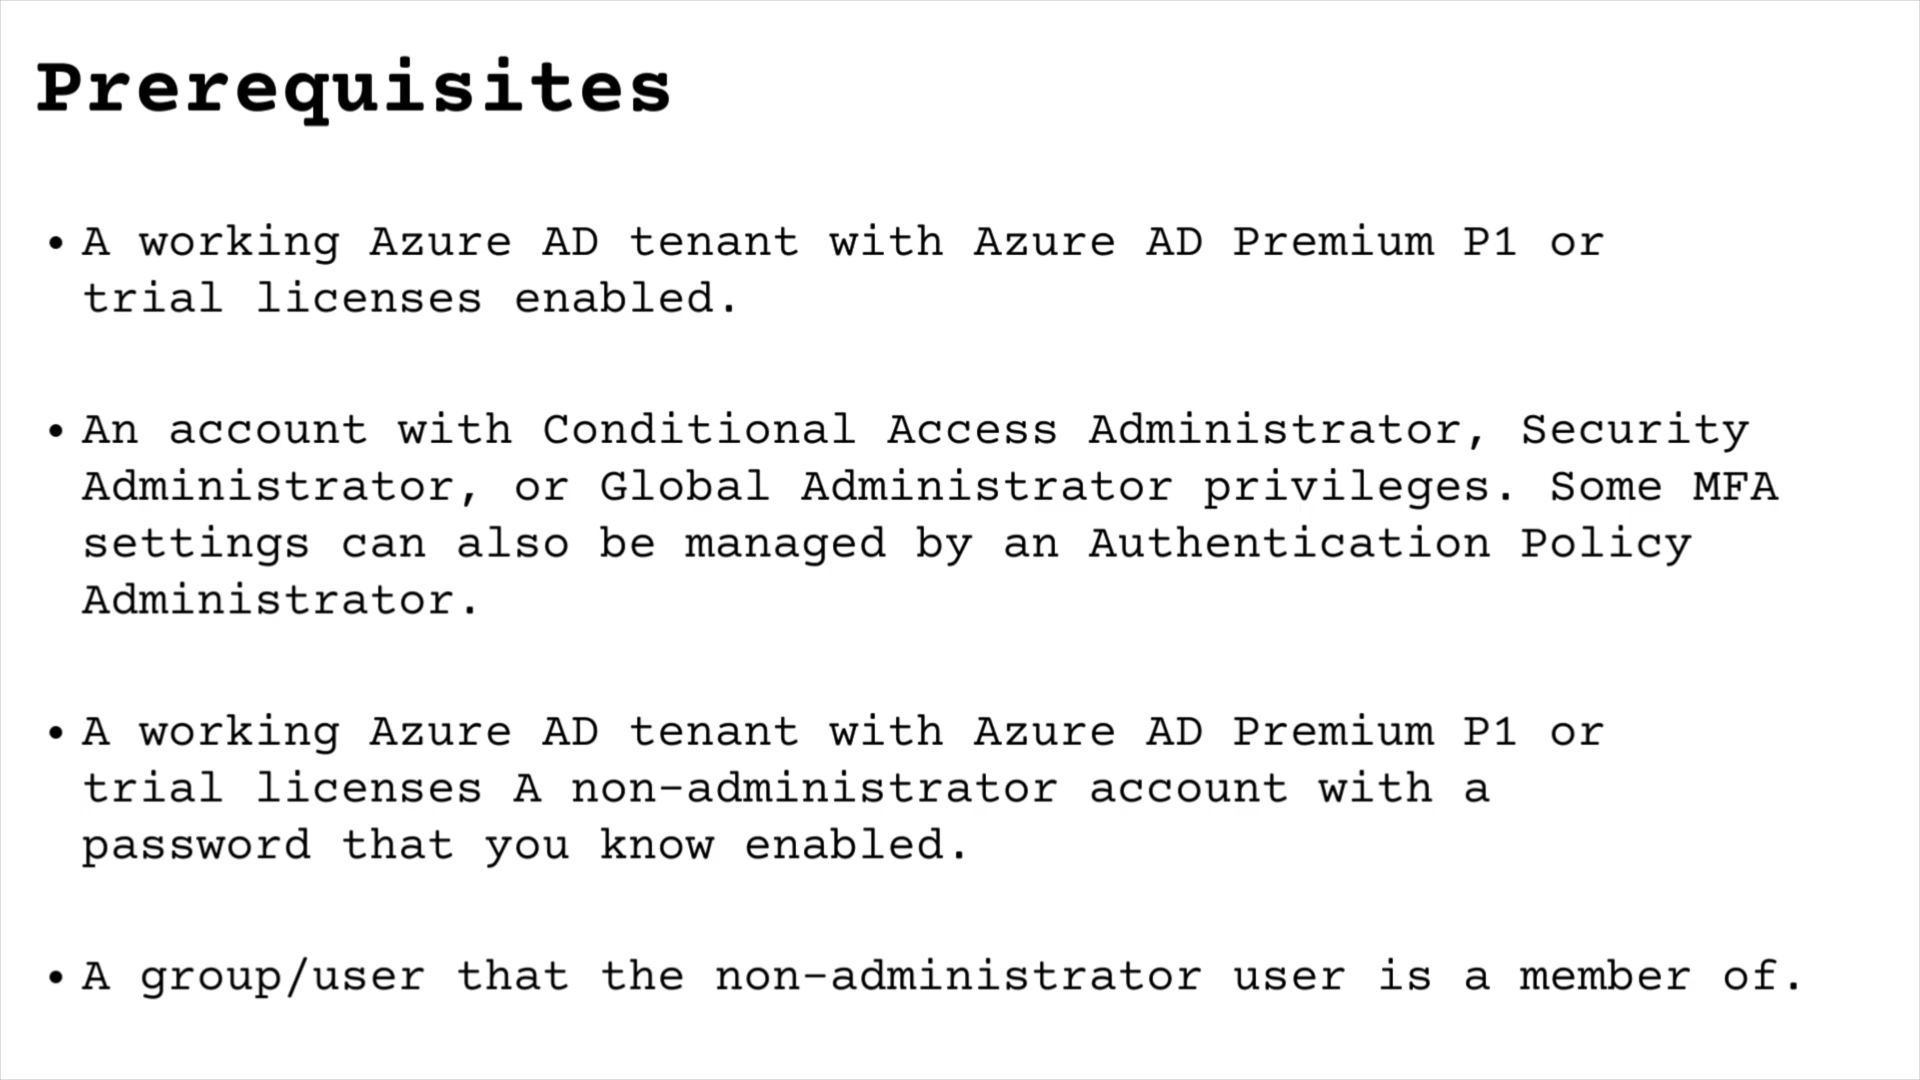 Prerequisites
• A working Azure AD tenant with Azure AD Premium P1 or
trial licenses enabled.
• An account with Conditional Access Administrator, Security
Administrator, or Global Administrator privileges. Some MFA
settings can also be managed by an Authentication Policy
Administrator.
• A working Azure AD tenant with Azure AD Premium P1 or
trial licenses A non-administrator account with a
password that you know enabled.
• A group/user that the non-administrator user is a member of.